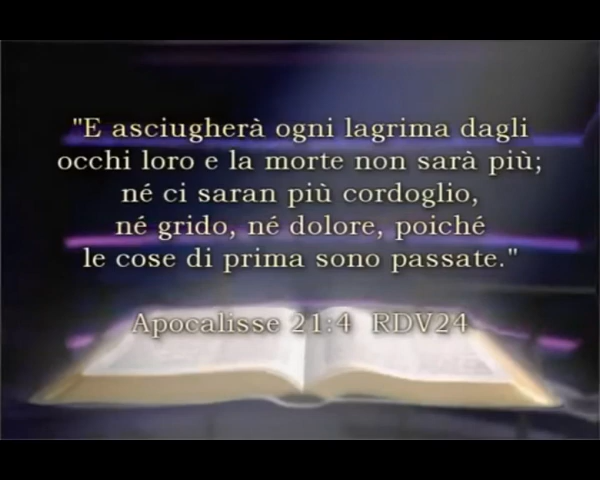 "E asciugherà ogni lagrima dagli
occhi loro e la morte non sarà più;
né ci saran più cordoglio,
né grido, né dolore, poiché
le cose di prima sono passate."
Apocalisse 21:4 RDV24